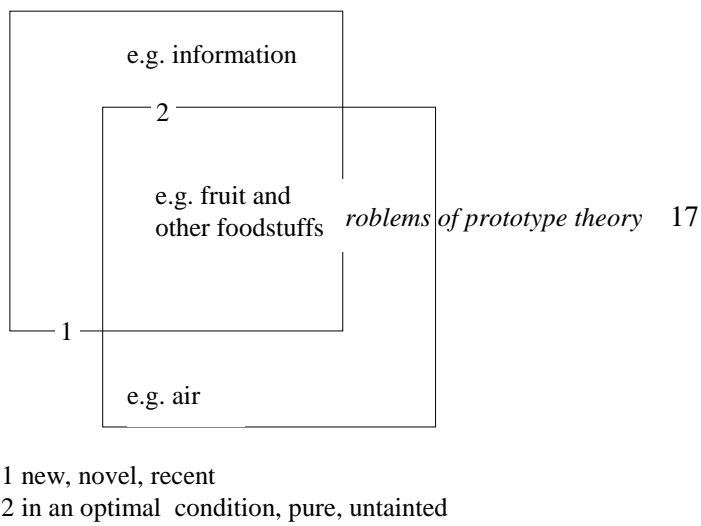 e.g. information
2
e.g. fruit and
other foodstuffs
roblems of prototype theory 17
1
e.g. air
1 new, novel, recent
2 in an optimal condition, pure, untainted